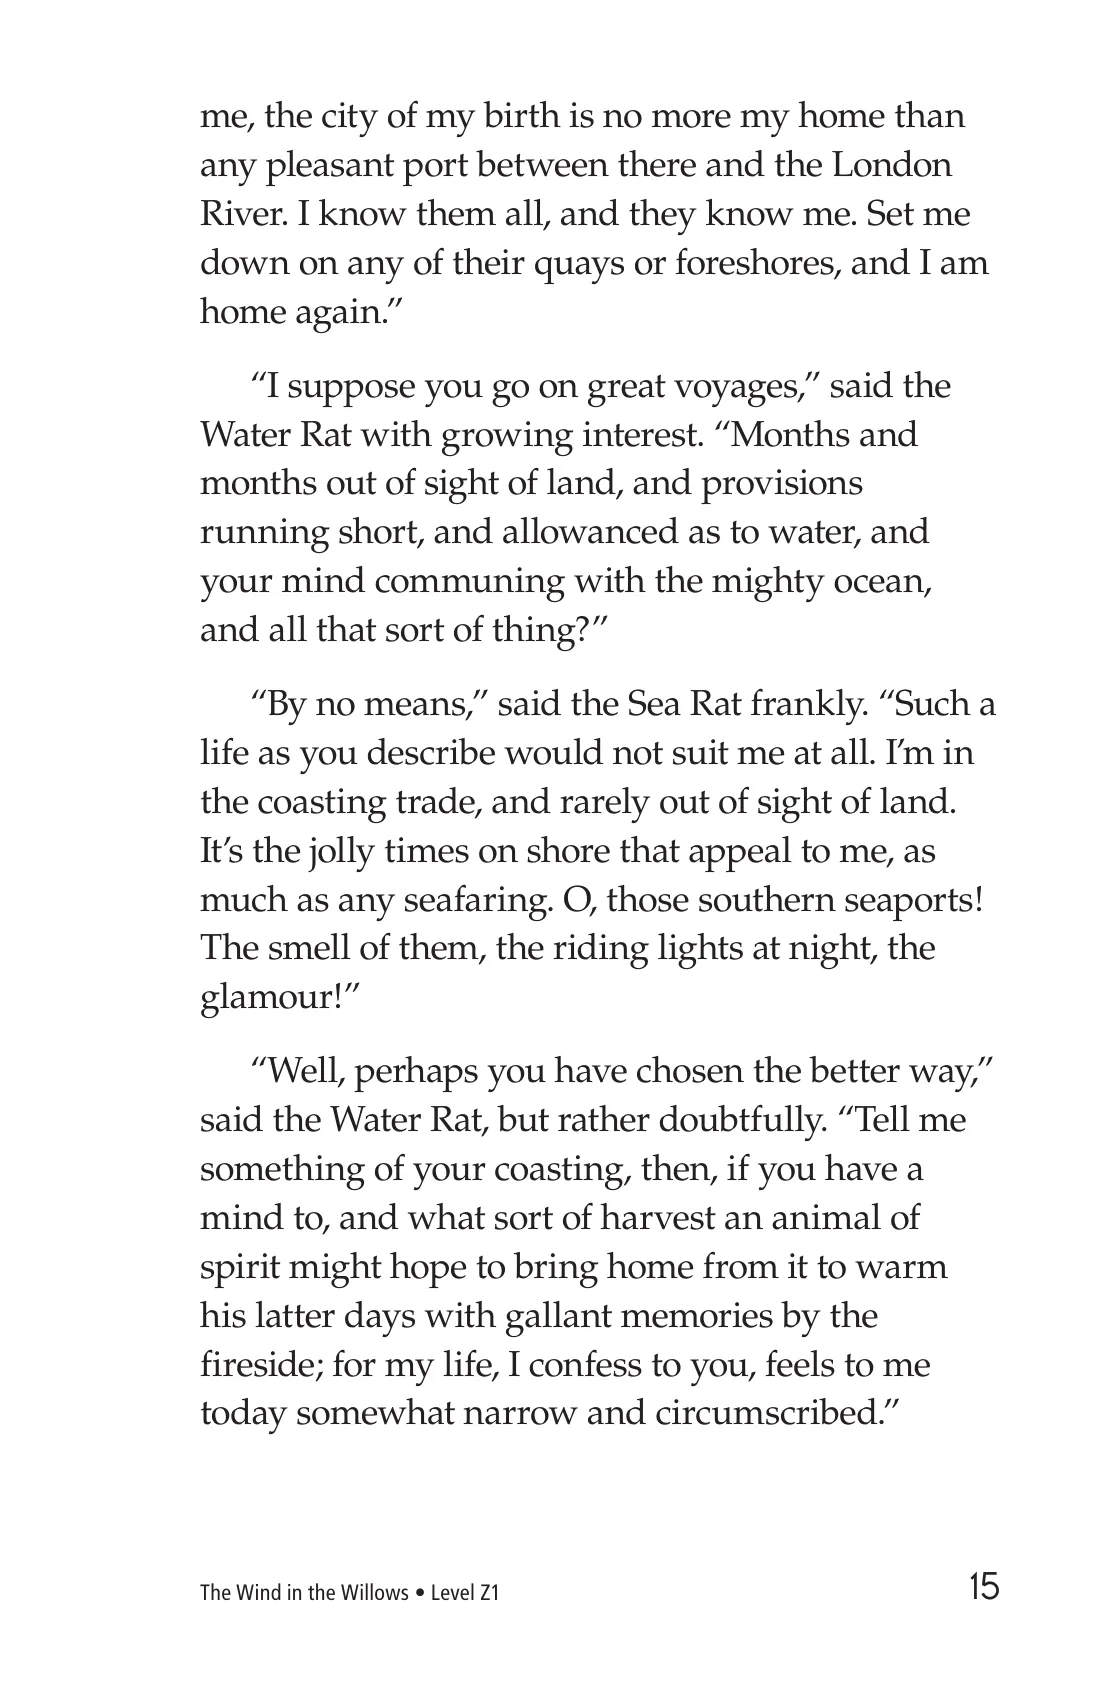 me, the city of my birth is no more my home than
any pleasant port between there and the London
River. I know them all, and they know me. Set me
down on any of their quays or foreshores, and I am
home again.”
“I suppose you go on great voyages,” said the
Water Rat with growing interest. “Months and
months out of sight of land, and provisions
running short, and allowanced as to water, and
your mind communing with the mighty ocean,
and all that sort of thing?”
“By no means,” said the Sea Rat frankly. “Such a
life as you describe would not suit me at all. I’m in
the coasting trade, and rarely out of sight of land.
It’s the jolly times on shore that appeal to me, as
much as any seafaring. O, those southern seaports!
The smell of them, the riding lights at night, the
glamour!”
“Well, perhaps you have chosen the better way,”
said the Water Rat, but rather doubtfully. “Tell me
something of your coasting, then, if you have a
mind to, and what sort of harvest an animal of
spirit might hope to bring home from it to warm
his latter days with gallant memories by the
fireside; for my life, I confess to you, feels to me
today somewhat narrow and circumscribed.”
The Wind in the Willows • Level Z1 15